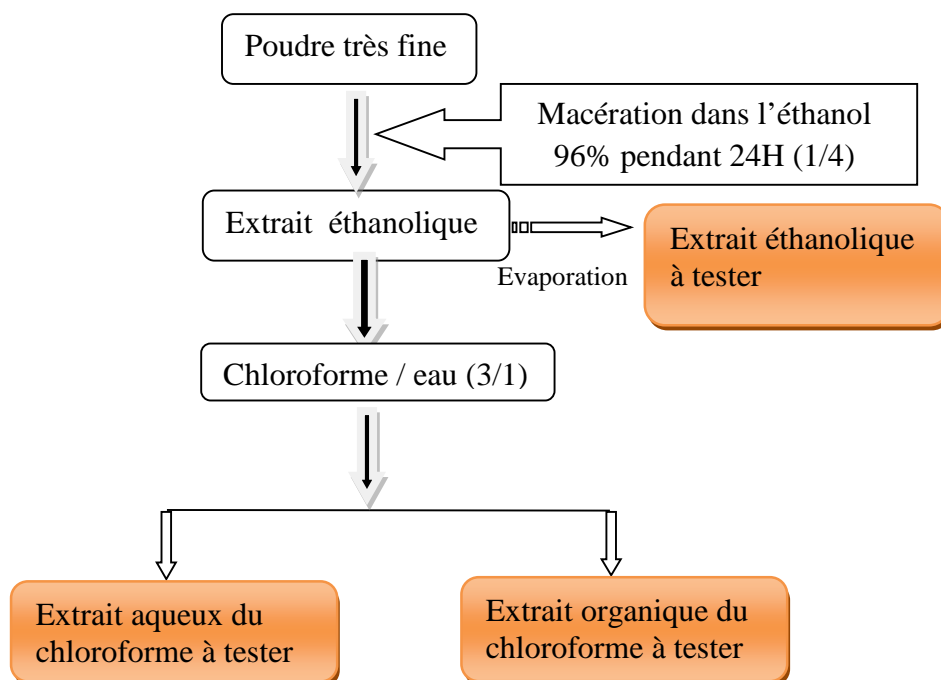 Poudre très fine
Macération dans l’éthanol
96% pendant 24H (1/4)
Extrait éthanolique
Evaporation
Extrait éthanolique
à tester
Chloroforme / eau (3/1)
Extrait aqueux du
chloroforme à tester
Extrait organique du
chloroforme à tester